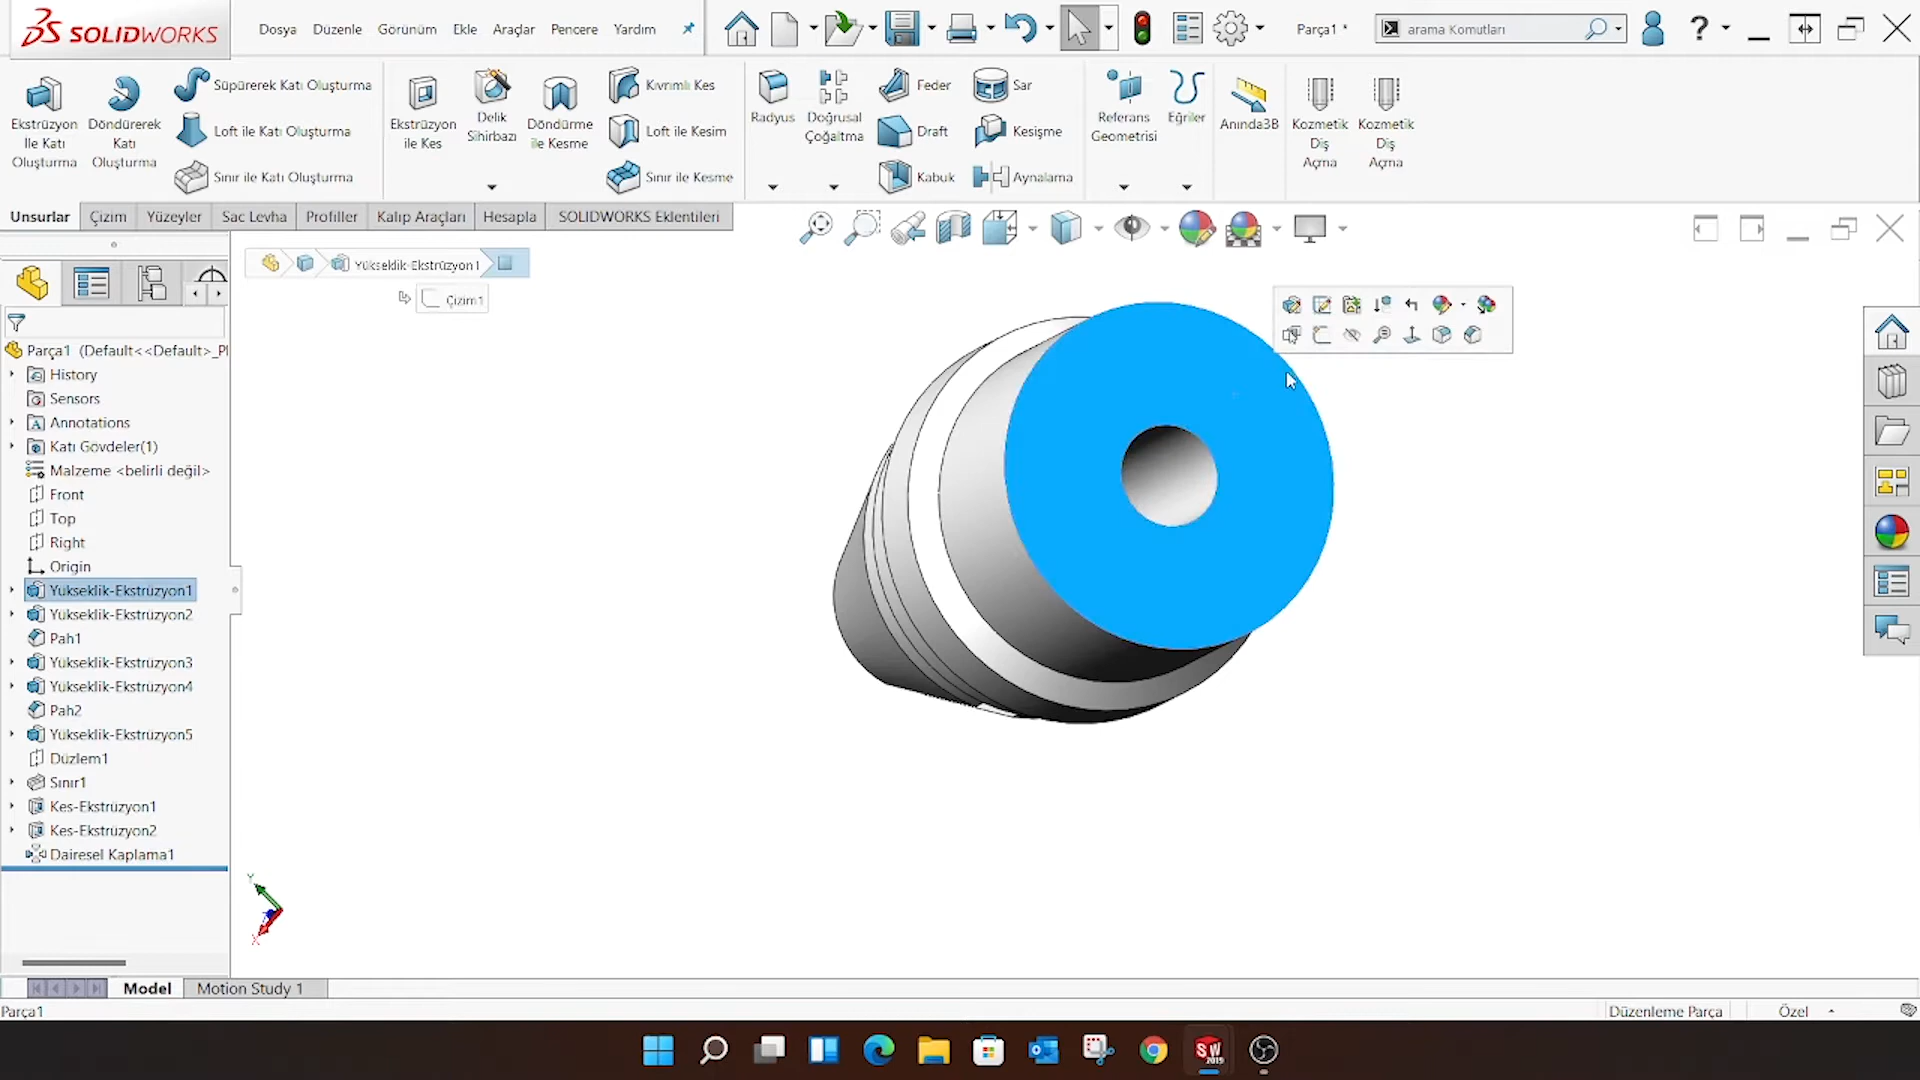 SOLIDWORKS Dosya Düzenle Görünüm Ekle Araçlar Pencere Yardım Parça1 * arama Komutları ?
Ekstrüzyon
Ile Katı
Oluşturma
Döndürerek
Katı
Oluşturma
Süpürerek Katı Oluşturma
Loft ile Katı Oluşturma
Sınır ile Katı Oluşturma
Ekstrüzyon
ile Kes
Delik
Sihirbazı
Döndürme
ile Kesme
Kıvrımlı Kes
Loft ile Kesim
Sınır ile Kesme
Radyus
Doğrusal
Çoğaltma
Feder
Draft
Kabuk
Sar
Kesişme
Aynalama
Referans
Geometrisi
Eğriler
Anında3B
Kozmetik
Diş
Açma
Kozmetik
Diş
Açma
Unsurlar Çizim Yüzeyler Sac Levha Profiller Kalıp Araçları Hesapla SOLIDWORKS Eklentileri
Yükseldik-Ekstrüzyon1
Çizim1
Parça1 (Default<<Default>_Pl
History
Sensors
Annotations
Katı Govdeler(1)
Malzeme <belirli değil>
Front
Top
Right
Origin
Yükseklik-Ekstrüzyon1
Yükseklik-Ekstrüzyon2
Pah1
Yükseklik-Ekstrüzyon3
Yükseklik-Ekstrüzyon4
Pah2
Yükseklik-Ekstrüzyon5
Düzlem1
Sınır1
Kes-Ekstrüzyon1
Kes-Ekstrüzyon2
Dairesel Kaplama1
Y
X
Model Motion Study 1
Parça1 Düzenleme Parça Özel
SW
2019